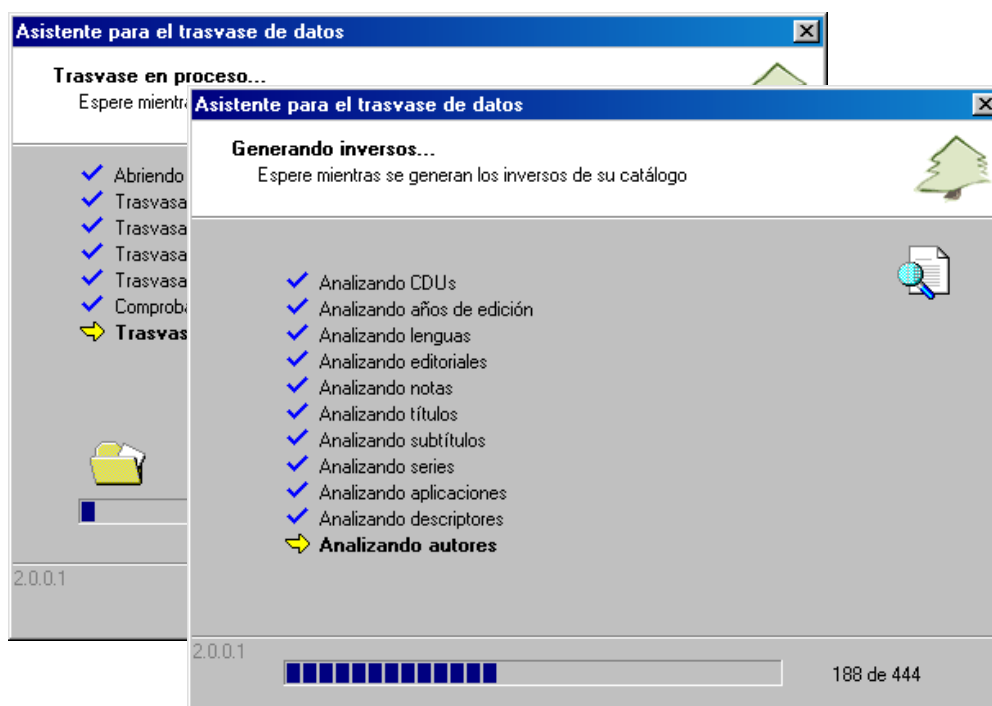 Asistente para el trasvase de datos
Trasvase en proceso...
Espere mientr
Abriendo
Trasvasa
Trasvasa
Trasvasa
Trasvasa
Comproba
Trasvas
2.0.0.1
Asistente para el trasvase de datos
Generando inversos...
Espere mientras se generan los inversos de su catálogo
Analizando CDUs
Analizando años de edición
Analizando lenguas
Analizando editoriales
Analizando notas
Analizando títulos
Analizando subtítulos
Analizando series
Analizando aplicaciones
Analizando descriptores
Analizando autores
2.0.0.1
188 de 444